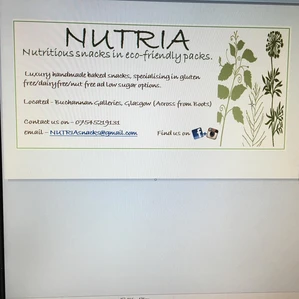 NUTRIA
Nutritious snacks in eco-friendly packs.
Luxury handmade baked snacks, specialising in gluten
free/dairy free/nut free ad low sugar options.
Located - Buchannan Galleries, Glasgow (Across from Boots)
Contact us on - 07545219131
email - NUTRIAsnacks@gmail.com Find us on